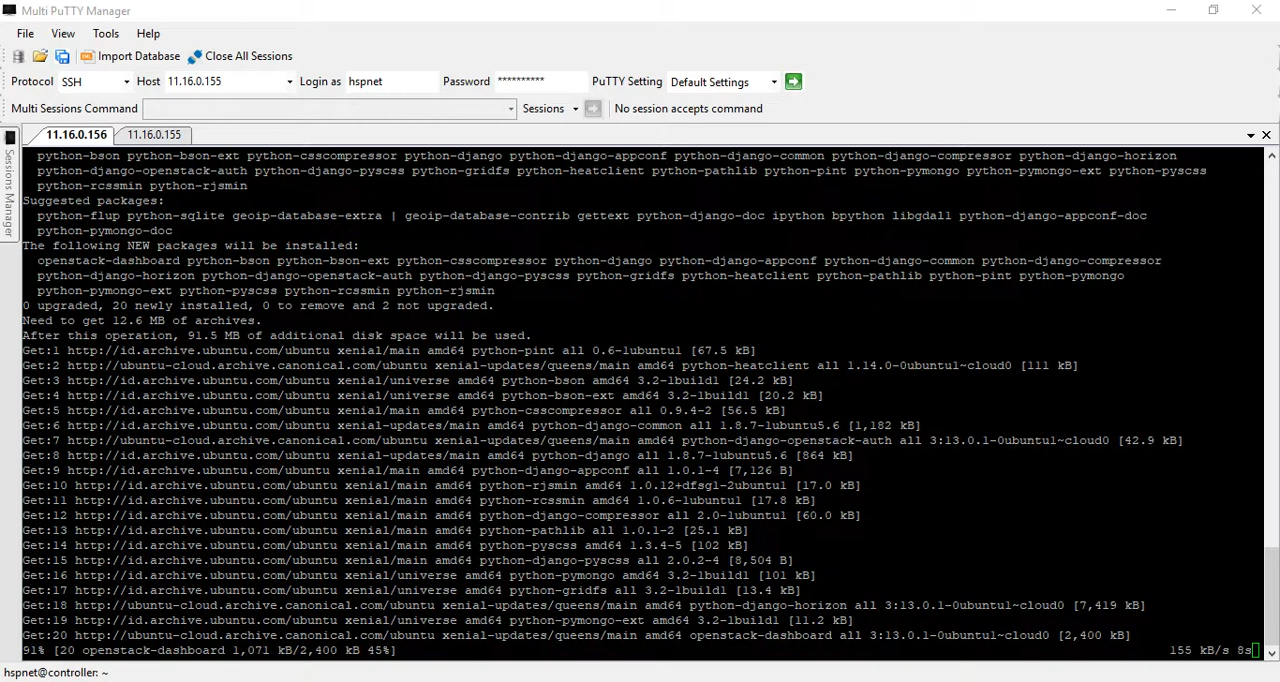 Multi PuTTY Manager
File View Tools Help
Import Database Close All Sessions
Protocol SSH Host 11.16.0.155 Login as hspnet Password ********** PuTTY Setting Default Settings
Multi Sessions Command Sessions No session accepts command
11.16.0.156 11.16.0.155
Sessions Manager
python-bson python-bson-ext python-csscompressor python-django python-django-appconf python-django-common python-django-compressor python-django-horizon
python-django-openstack-auth python-django-pyscss python-gridfs python-heatclient python-pathlib python-pint python-pymongo python-pymongo-ext python-pyscss
python-rcssmin python-rjsmin
Suggested packages:
python-flup python-sqlite geoip-database-extra | geoip-database-contrib gettext python-django-doc ipython bpython libgdall python-django-appconf-doc
python-pymongo-doc
The following NEW packages will be installed:
openstack-dashboard python-bson python-bson-ext python-csscompressor python-django python-django-appconf python-django-common python-django-compressor
python-django-horizon python-django-openstack-auth python-django-pyscss python-gridfs python-heatclient python-pathlib python-pint python-pymongo
python-pymongo-ext python-pyscss python-rcssmin python-rjsmin
0 upgraded, 20 newly installed, 0 to remove and 2 not upgraded.
Need to get 12.6 MB of archives.
After this operation, 91.5 MB of additional disk space will be used.
Get:1 http://id.archive.ubuntu.com/ubuntu xenial/main amd64 python-pint all 0.6-1ubuntu1 [67.5 kB]
Get:2 http://ubuntu-cloud.archive.canonical.com/ubuntu xenial-updates/queens/main amd64 python-heatclient all 1.14.0-0ubuntu1~cloud0 [111 kB]
Get:3 http://id.archive.ubuntu.com/ubuntu xenial/universe amd64 python-bson amd64 3.2-1build1 [24.2 kB]
Get:4 http://id.archive.ubuntu.com/ubuntu xenial/universe amd64 python-bson-ext amd64 3.2-1build1 [20.2 kB]
Get:5 http://id.archive.ubuntu.com/ubuntu xenial/main amd64 python-csscompressor all 0.9.4-2 [56.5 kB]
Get:6 http://id.archive.ubuntu.com/ubuntu xenial-updates/main amd64 python-django-common all 1.8.7-1ubuntu5.6 [1,182 kB]
Get:7 http://ubuntu-cloud.archive.canonical.com/ubuntu xenial-updates/queens/main amd64 python-django-openstack-auth all 3:13.0.1-0ubuntu1~cloud0 [42.9 kB]
Get:8 http://id.archive.ubuntu.com/ubuntu xenial-updates/main amd64 python-django all 1.8.7-1ubuntu5.6 [864 kB]
Get:9 http://id.archive.ubuntu.com/ubuntu xenial/main amd64 python-django-appconf all 1.0.1-4 [7,126 B]
Get:10 http://id.archive.ubuntu.com/ubuntu xenial/main amd64 python-rjsmin amd64 1.0.12+dfsg1-2ubuntu1 [17.0 kB]
Get:11 http://id.archive.ubuntu.com/ubuntu xenial/main amd64 python-rcssmin amd64 1.0.6-1ubuntu1 [17.8 kB]
Get:12 http://id.archive.ubuntu.com/ubuntu xenial/main amd64 python-django-compressor all 2.0-1ubuntu1 [60.0 kB]
Get:13 http://id.archive.ubuntu.com/ubuntu xenial/main amd64 python-pathlib all 1.0.1-2 [25.1 kB]
Get:14 http://id.archive.ubuntu.com/ubuntu xenial/main amd64 python-pyscss amd64 1.3.4-5 [102 kB]
Get:15 http://id.archive.ubuntu.com/ubuntu xenial/main amd64 python-django-pyscss all 2.0.2-4 [8,504 B]
Get:16 http://id.archive.ubuntu.com/ubuntu xenial/universe amd64 python-pymongo amd64 3.2-1build1 [101 kB]
Get:17 http://id.archive.ubuntu.com/ubuntu xenial/universe amd64 python-gridfs all 3.2-1build1 [13.4 kB]
Get:18 http://ubuntu-cloud.archive.canonical.com/ubuntu xenial-updates/queens/main amd64 python-django-horizon all 3:13.0.1-0ubuntu1~cloud0 [7,419 kB]
Get:19 http://id.archive.ubuntu.com/ubuntu xenial/universe amd64 python-pymongo-ext amd64 3.2-1build1 [11.2 kB]
Get:20 http://ubuntu-cloud.archive.canonical.com/ubuntu xenial-updates/queens/main amd64 openstack-dashboard all 3:13.0.1-0ubuntu1~cloud0 [2,400 kB]
91% [20 openstack-dashboard 1,071 kB/2,400 kB 45%] 155 kB/s 8s
hspnet@controller: ~